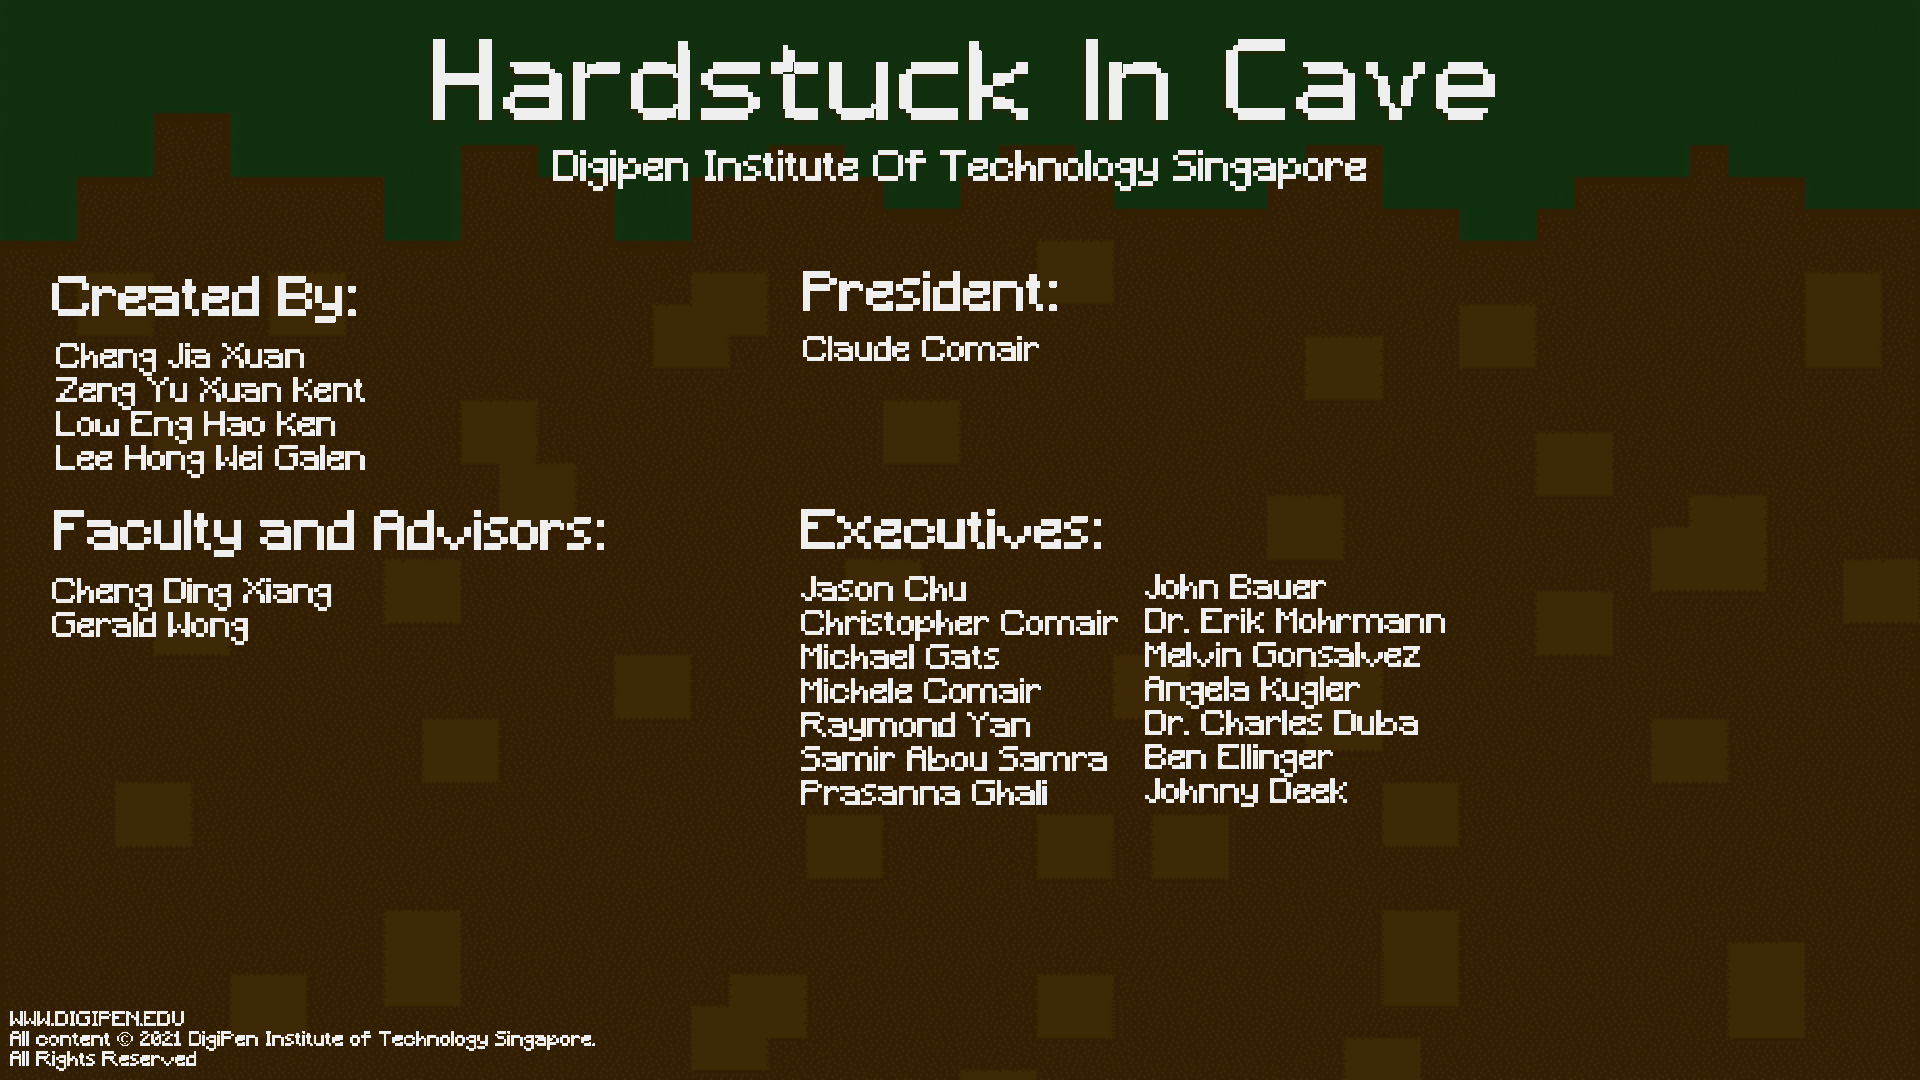 Hardstuck In Cave
Digipen Institute Of Technology Singapore
Created By:
Cheng Jia Xuan
Zeng Yu Xuan Kent
Low Eng Hao Ken
Lee Hong Wei Galen
Faculty and Advisors:
Cheng Ding Xiang
Gerald Wong
President:
Claude Comair
Executives:
Jason Chu
Christopher Comair
Michael Gats
Michele Comair
Raymond Yan
Samir Abou Samra
Prasanna Ghali
John Bauer
Dr. Erik Mohrmann
Melvin Gonsalvez
Angela Kugler
Dr. Charles Duba
Ben Ellinger
Johnny Deek
WWW.DIGIPEN.EDU
All content © 2021 DigiPen Institute of Technology Singapore.
All Rights Reserved